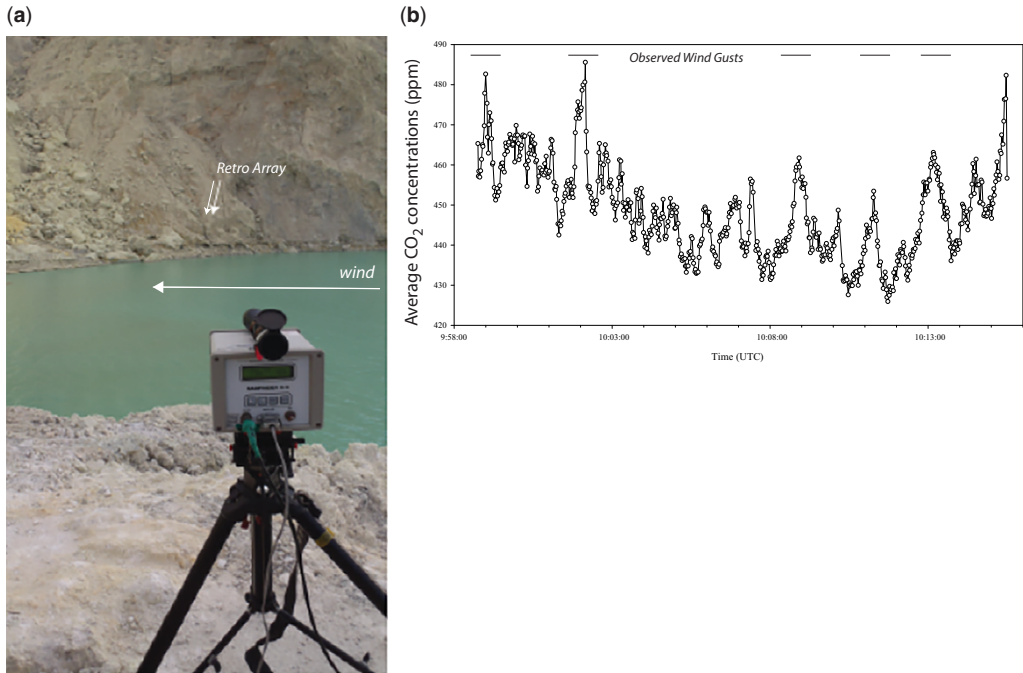 (a)
Retro Array
wind
(b)
Observed Wind Gusts
Average CO₂ concentrations (ppm)
490
480
470
460
450
440
430
420
9:58:00
10:03:00
10:08:00
10:13:00
Time (UTC)